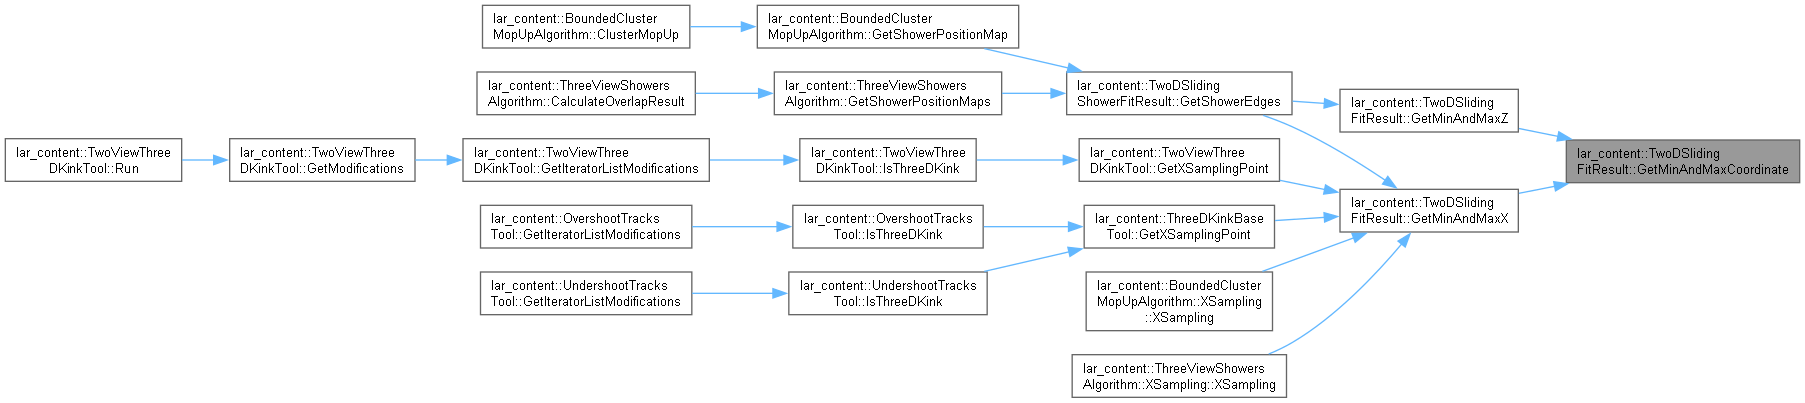 lar_content::BoundedCluster
MopUpAlgorithm::ClusterMopUp
lar_content::BoundedCluster
MopUpAlgorithm::GetShowerPositionMap
lar_content::ThreeViewShowers
Algorithm::CalculateOverlapResult
lar_content::ThreeViewShowers
Algorithm::GetShowerPositionMaps
lar_content::TwoDSliding
ShowerFitResult::GetShowerEdges
lar_content::TwoDSliding
FitResult::GetMinAndMaxZ
lar_content::TwoViewThree
DKinkTool::Run
lar_content::TwoViewThree
DKinkTool::GetModifications
lar_content::TwoViewThree
DKinkTool::GetIteratorListModifications
lar_content::TwoViewThree
DKinkTool::IsThreeDKink
lar_content::TwoViewThree
DKinkTool::GetXSamplingPoint
lar_content::TwoDSliding
FitResult::GetMinAndMaxCoordinate
lar_content::TwoDSliding
FitResult::GetMinAndMaxX
lar_content::OvershootTracks
Tool::GetIteratorListModifications
lar_content::OvershootTracks
Tool::IsThreeDKink
lar_content::ThreeDKinkBase
Tool::GetXSamplingPoint
lar_content::UndershootTracks
Tool::GetIteratorListModifications
lar_content::UndershootTracks
Tool::IsThreeDKink
lar_content::BoundedCluster
MopUpAlgorithm::XSampling
::XSampling
lar_content::ThreeViewShowers
Algorithm::XSampling::XSampling